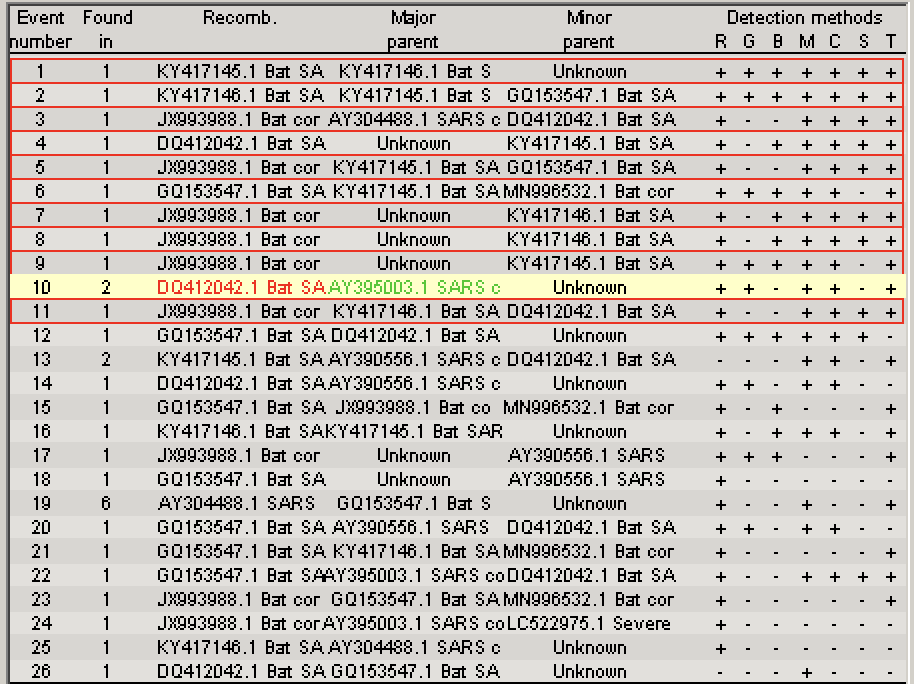 Event Found Recomb. Major Minor Detection methods
number in parent parent R G B M C S T
1 1 KY417145.1 Bat SA KY417146.1 Bat S Unknown + + + + + + +
2 1 KY417146.1 Bat SA KY417145.1 Bat S GQ153547.1 Bat SA + + + + + + +
3 1 JX993988.1 Bat cor AY304488.1 SARS c DQ412042.1 Bat SA + - + + + + +
4 1 DQ412042.1 Bat SA Unknown KY417145.1 Bat SA + - + + + + +
5 1 JX993988.1 Bat cor KY417145.1 Bat SA GQ153547.1 Bat SA + + + + + + +
6 1 GQ153547.1 Bat SA KY417145.1 Bat SA MN996532.1 Bat cor + + + + + - +
7 1 JX993988.1 Bat cor Unknown KY417146.1 Bat SA + - + + + - +
8 1 JX993988.1 Bat cor Unknown KY417146.1 Bat SA + - + + + + +
9 1 JX993988.1 Bat cor Unknown KY417145.1 Bat SA + + + + + - +
10 2 DQ412042.1 Bat SA AY395003.1 SARS c Unknown + + - + + - +
11 1 JX993988.1 Bat cor KY417146.1 Bat SA DQ412042.1 Bat SA + - + + + + +
12 1 GQ153547.1 Bat SA DQ412042.1 Bat SA Unknown + + + + + + -
13 2 KY417145.1 Bat SA AY390556.1 SARS c DQ412042.1 Bat SA - - - + + - +
14 1 DQ412042.1 Bat SA AY390556.1 SARS c Unknown + + - + + - -
15 1 GQ153547.1 Bat SA JX993988.1 Bat co MN996532.1 Bat cor + - + - - - +
16 1 KY417146.1 Bat SA KY417145.1 Bat SAR Unknown + - + + + - +
17 1 JX993988.1 Bat cor Unknown AY390556.1 SARS + + + - - - +
18 1 GQ153547.1 Bat SA Unknown AY390556.1 SARS + - - - - - -
19 6 AY304488.1 SARS GQ153547.1 Bat S Unknown + - - + - - +
20 1 GQ153547.1 Bat SA AY390556.1 SARS DQ412042.1 Bat SA + + - + + - -
21 1 GQ153547.1 Bat SA KY417146.1 Bat SA MN996532.1 Bat cor + - - - - - +
22 1 GQ153547.1 Bat SA AY395003.1 SARS co DQ412042.1 Bat SA + - - + + + +
23 1 JX993988.1 Bat cor GQ153547.1 Bat SA MN996532.1 Bat cor + - - - - - +
24 1 JX993988.1 Bat cor AY395003.1 SARS co LC522975.1 Severe + - - - - - -
25 1 KY417146.1 Bat SA AY304488.1 SARS c Unknown + - - - - - -
26 1 DQ412042.1 Bat SA GQ153547.1 Bat SA Unknown - - - + - - -